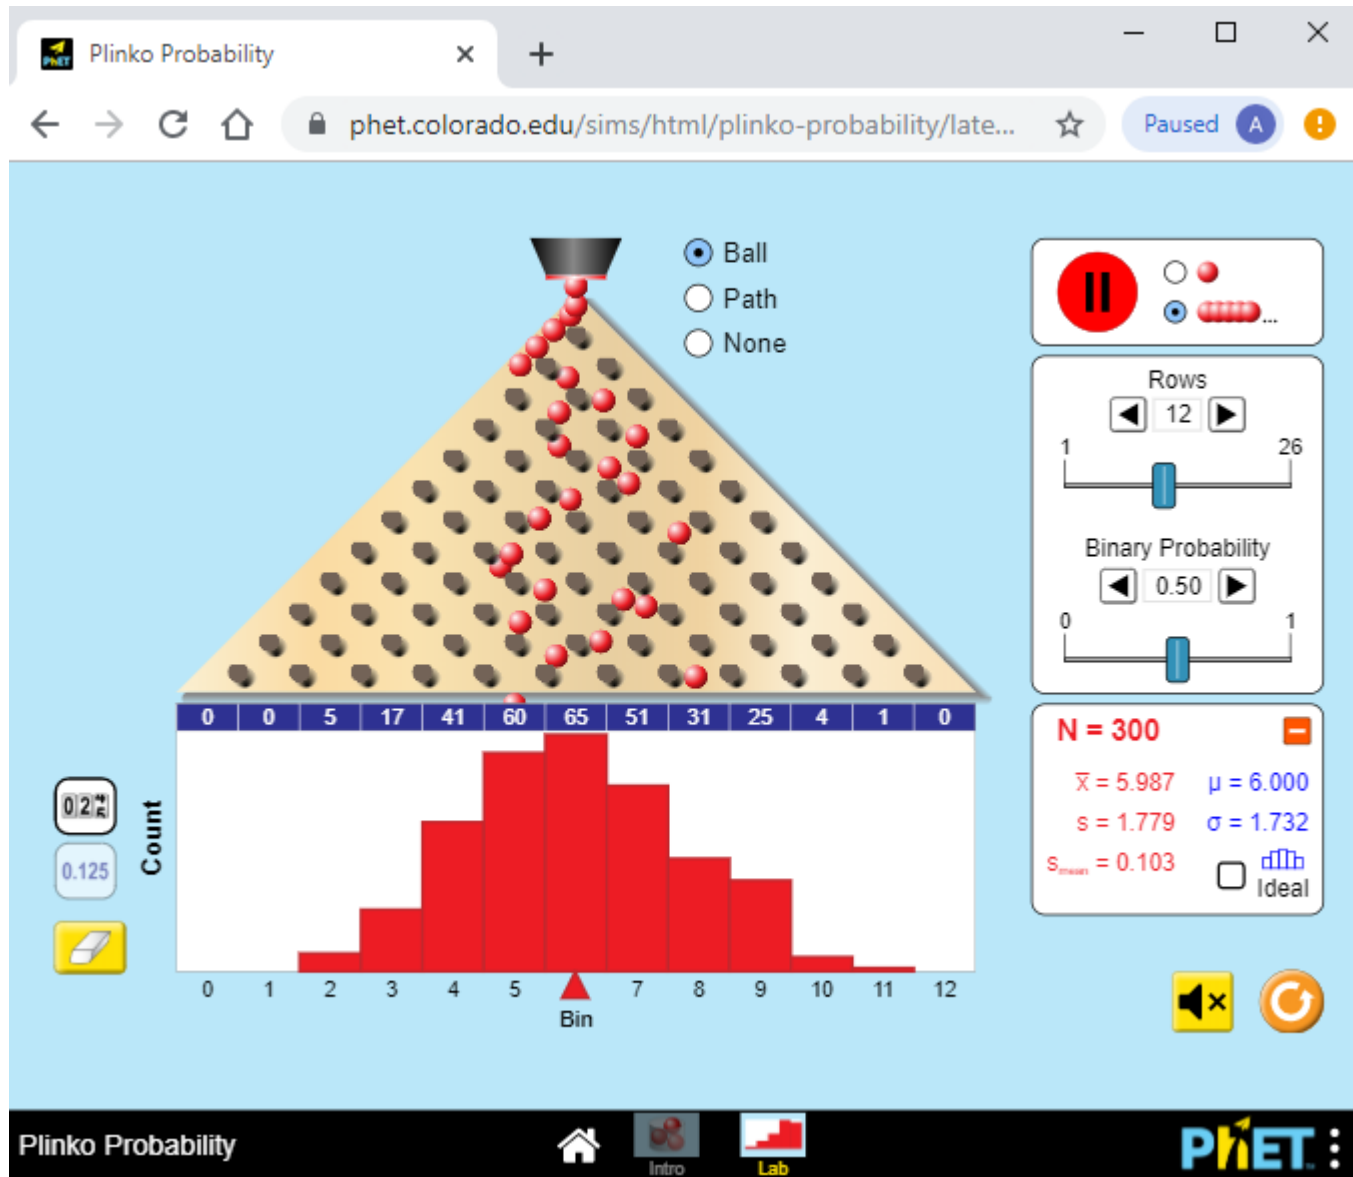 Plinko Probability
phet.colorado.edu/sims/html/plinko-probability/late...
Paused A
Ball
Path
None
...
Rows
12
1 26
Binary Probability
0.50
0 1
0 0 5 17 41 60 65 51 31 25 4 1 0
N = 300
x̅ = 5.987 μ = 6.000
s = 1.779 σ = 1.732
s mean = 0.103
Ideal
Count
0.125
0 1 2 3 4 5 7 8 9 10 11 12
Bin
Plinko Probability
Intro
Lab
PhET